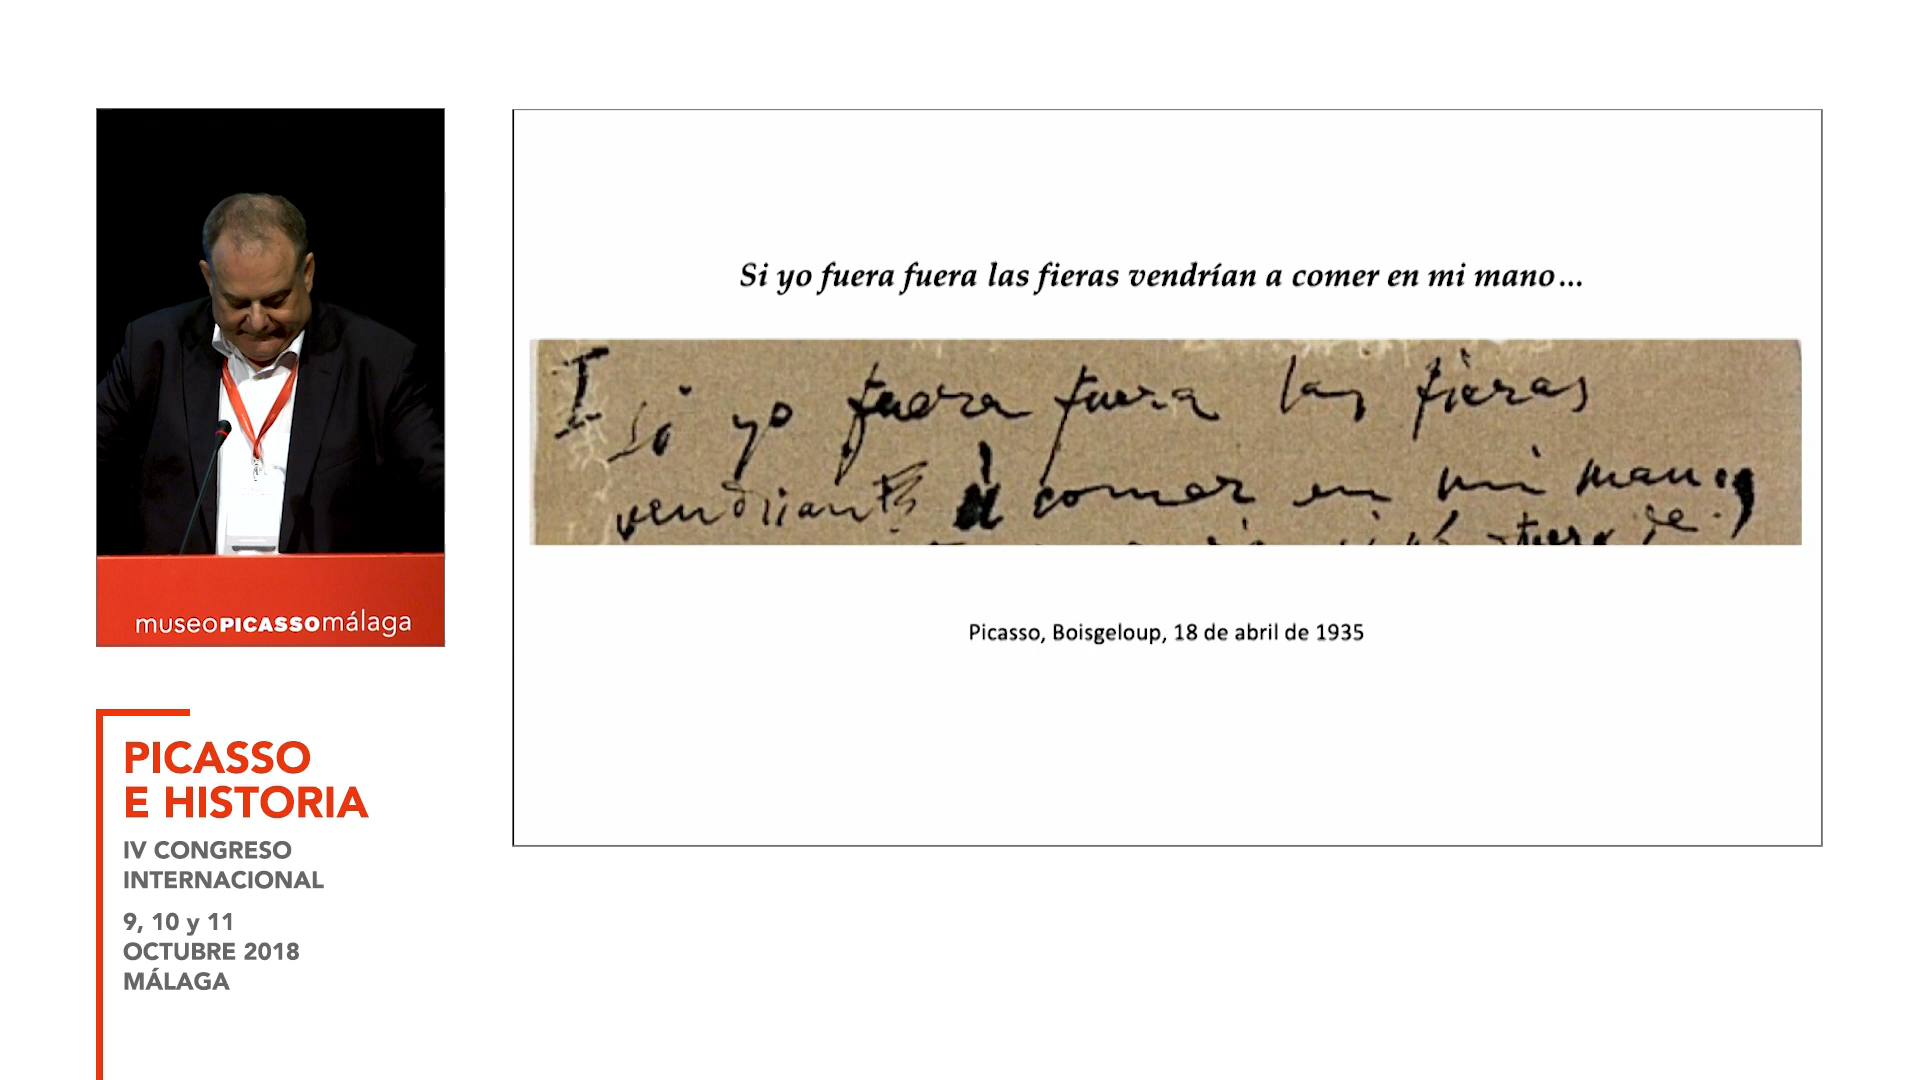 museoPICASSOmálaga
PICASSO
E HISTORIA
IV CONGRESO
INTERNACIONAL
9, 10 y 11
OCTUBRE 2018
MÁLAGA
Si yo fuera fuera las fieras vendrían a comer en mi mano...
I
si yo fuera fuera las fieras
vendrian a comer en mi mano
Picasso, Boisgeloup, 18 de abril de 1935